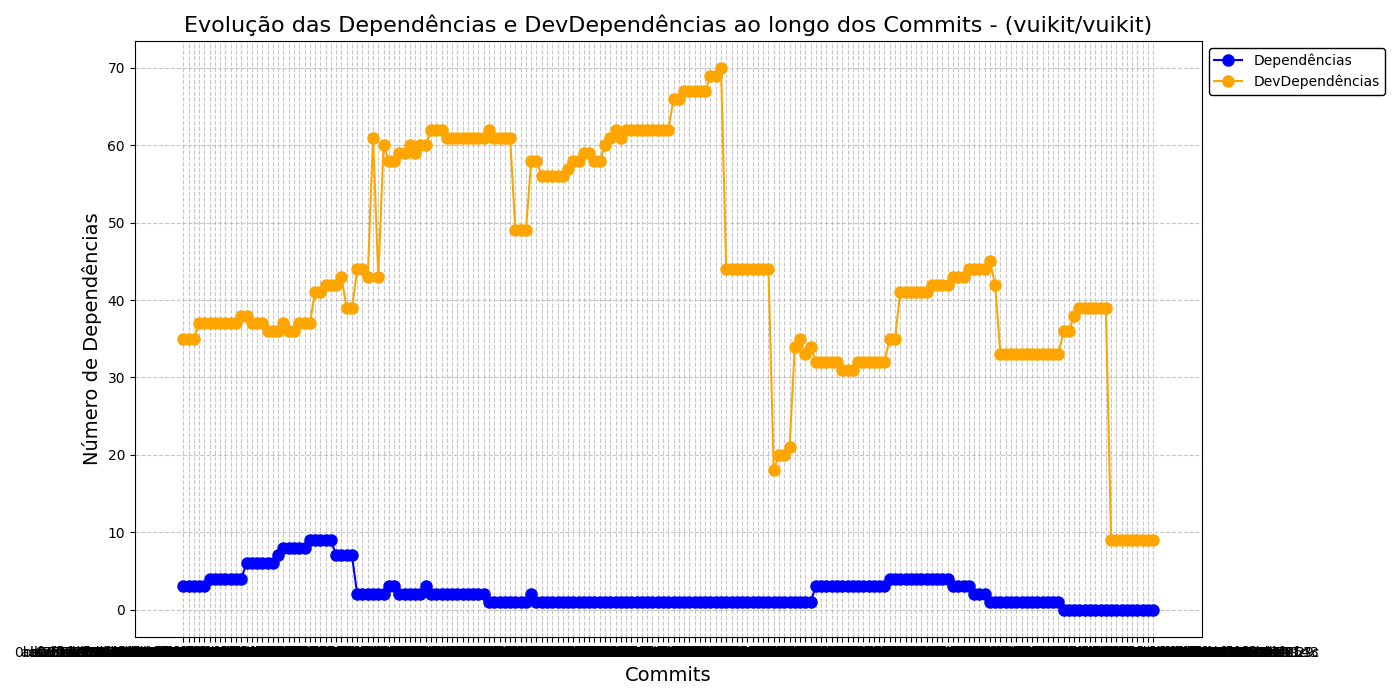 Evolução das Dependências e DevDependências ao longo dos Commits - (vuikit/vuikit)
Dependências
DevDependências
Número de Dependências
70
60
50
40
30
20
10
0
Commits